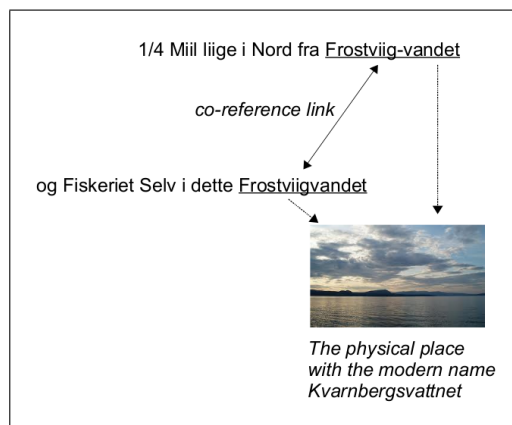 1/4 Miil liige i Nord fra Frostviig-vandet
co-reference link
og Fiskeriet Selv i dette Frostviigvandet
The physical place
with the modern name
Kvarnbergsvattnet